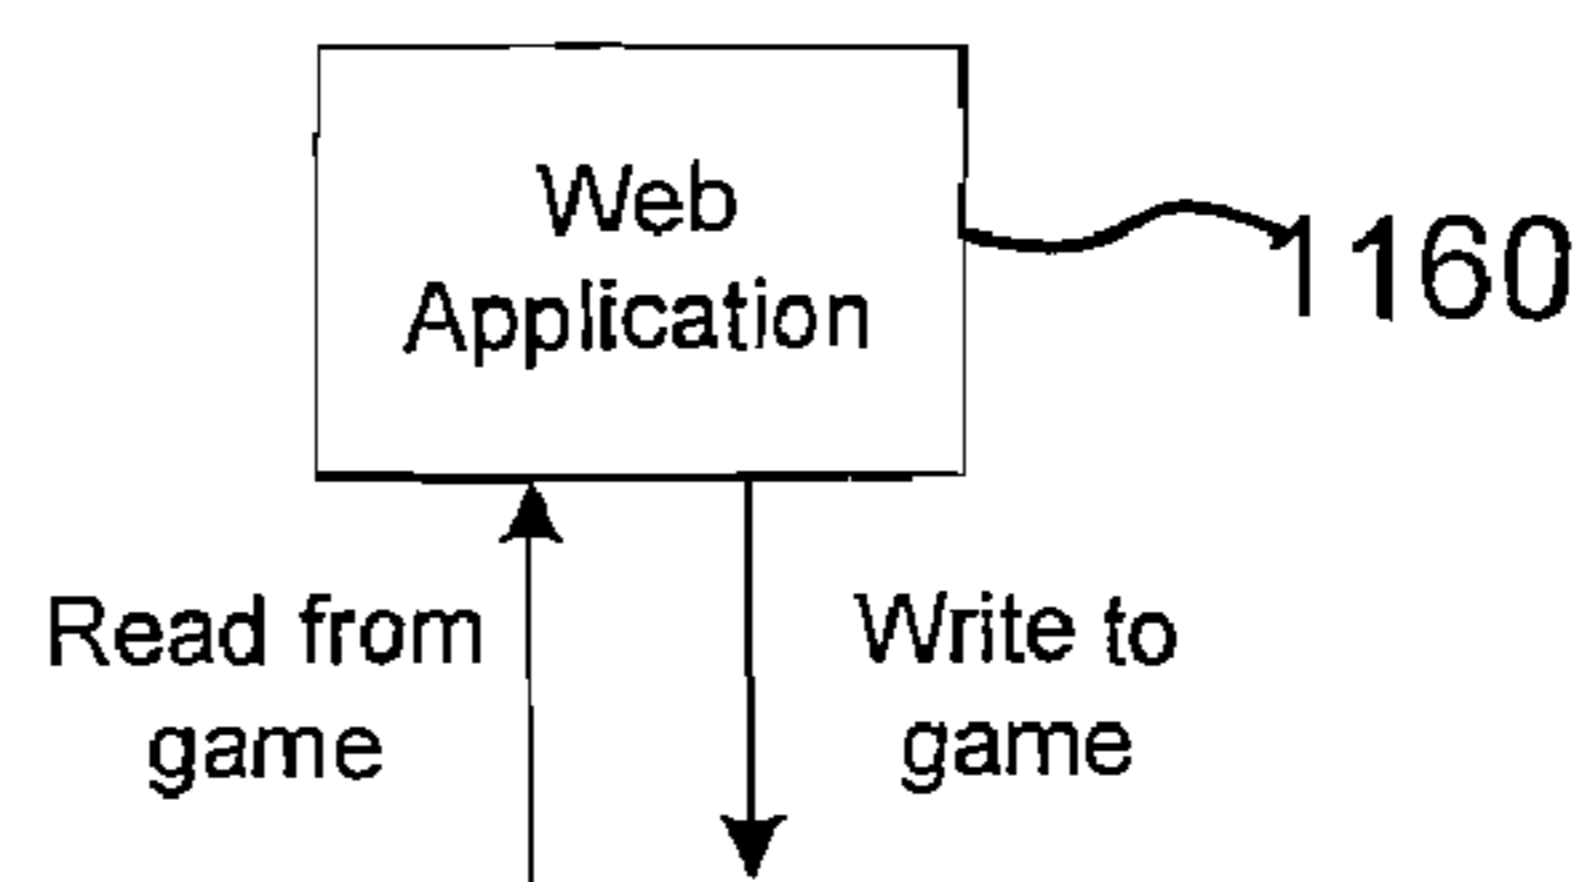 Web
Application
1160
Read from
game
Write to
game